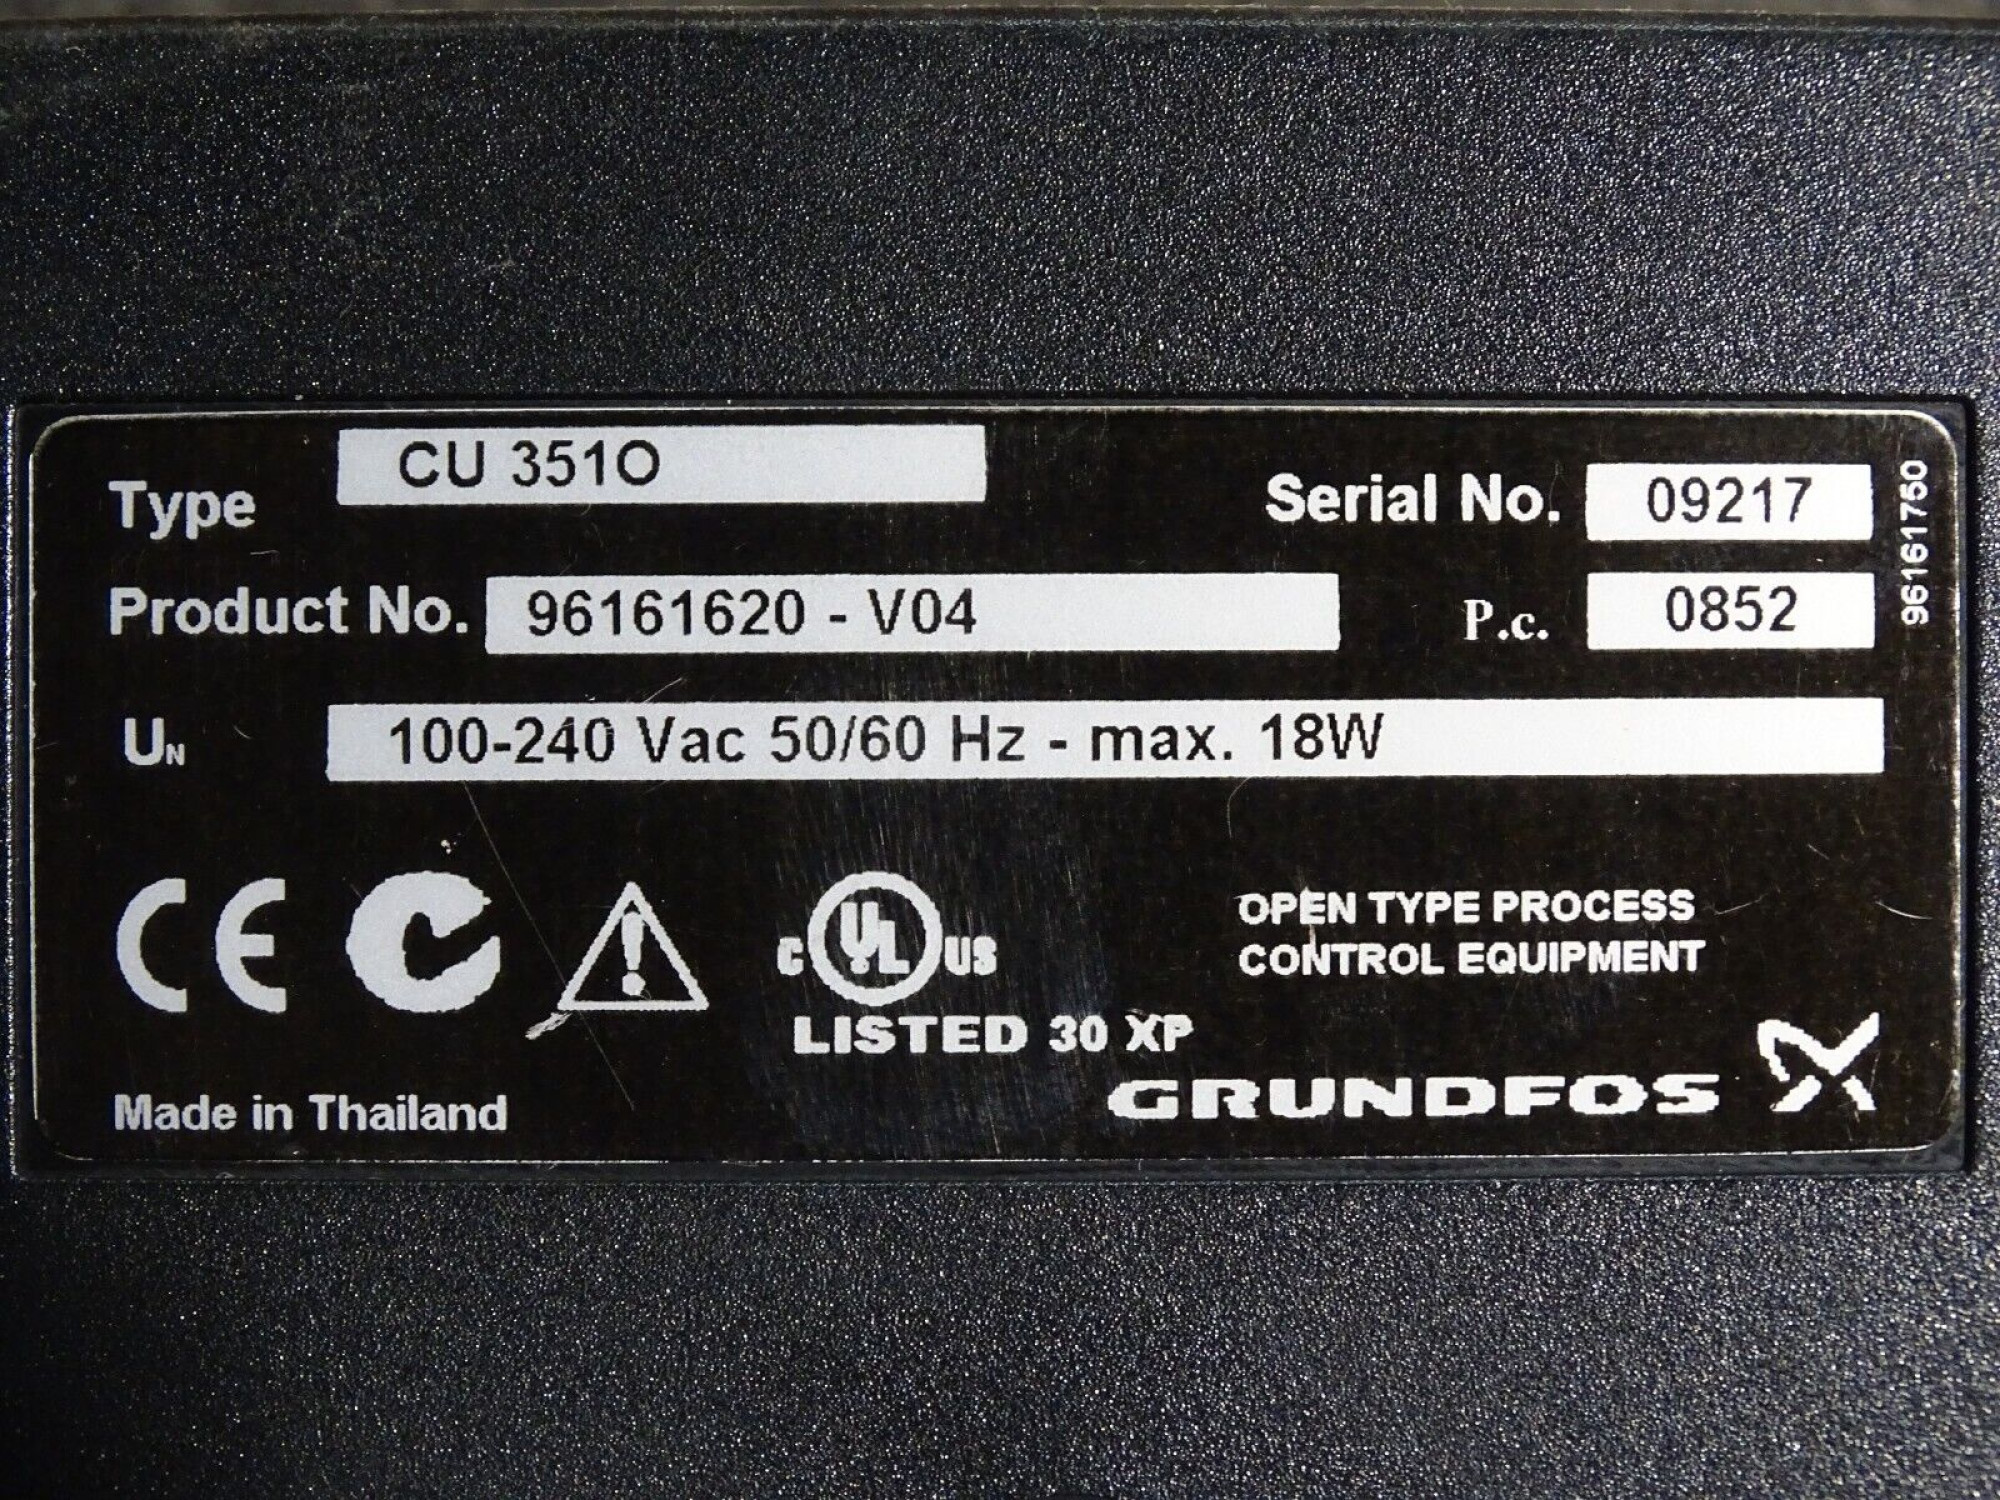 Type CU 351O
Serial No. 09217
Product No. 96161620 - V04
P.c. 0852
96161750
UN 100-240 Vac 50/60 Hz - max. 18W
CE
C UL US
LISTED 30 XP
OPEN TYPE PROCESS
CONTROL EQUIPMENT
Made in Thailand
GRUNDFOS